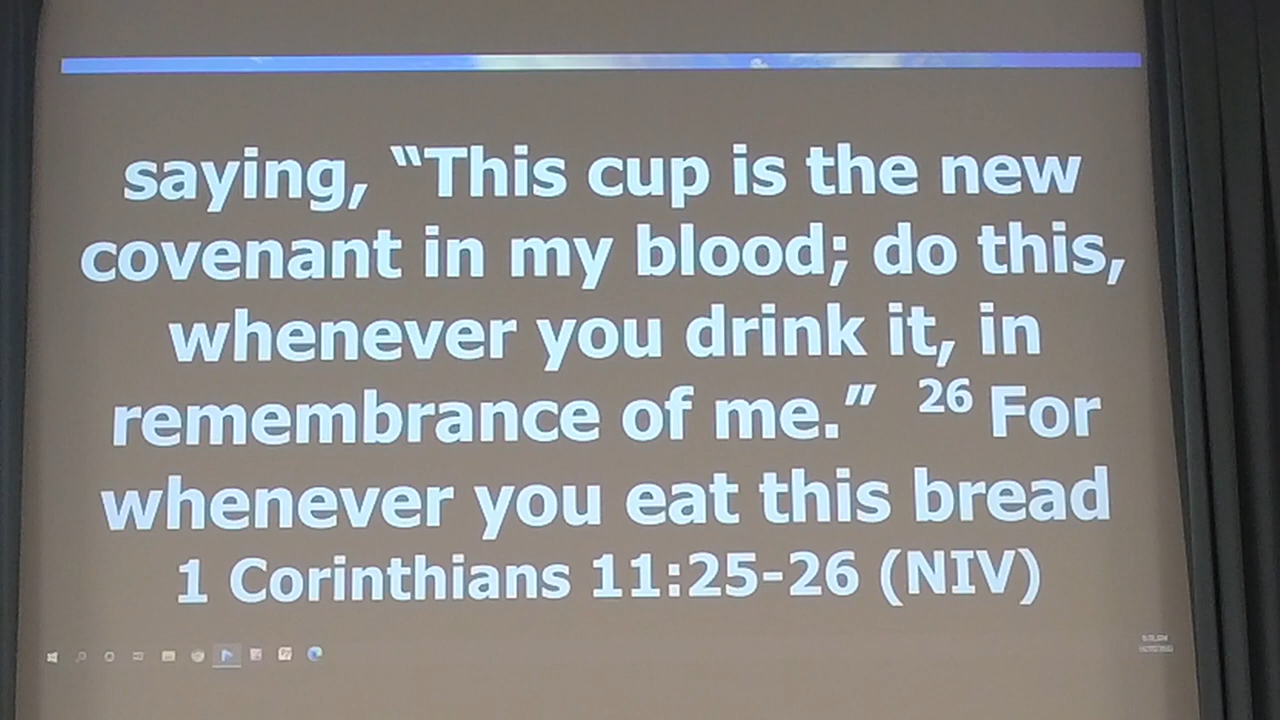 saying, “This cup is the new
covenant in my blood; do this,
whenever you drink it, in
remembrance of me.” 26 For
whenever you eat this bread
1 Corinthians 11:25-26 (NIV)